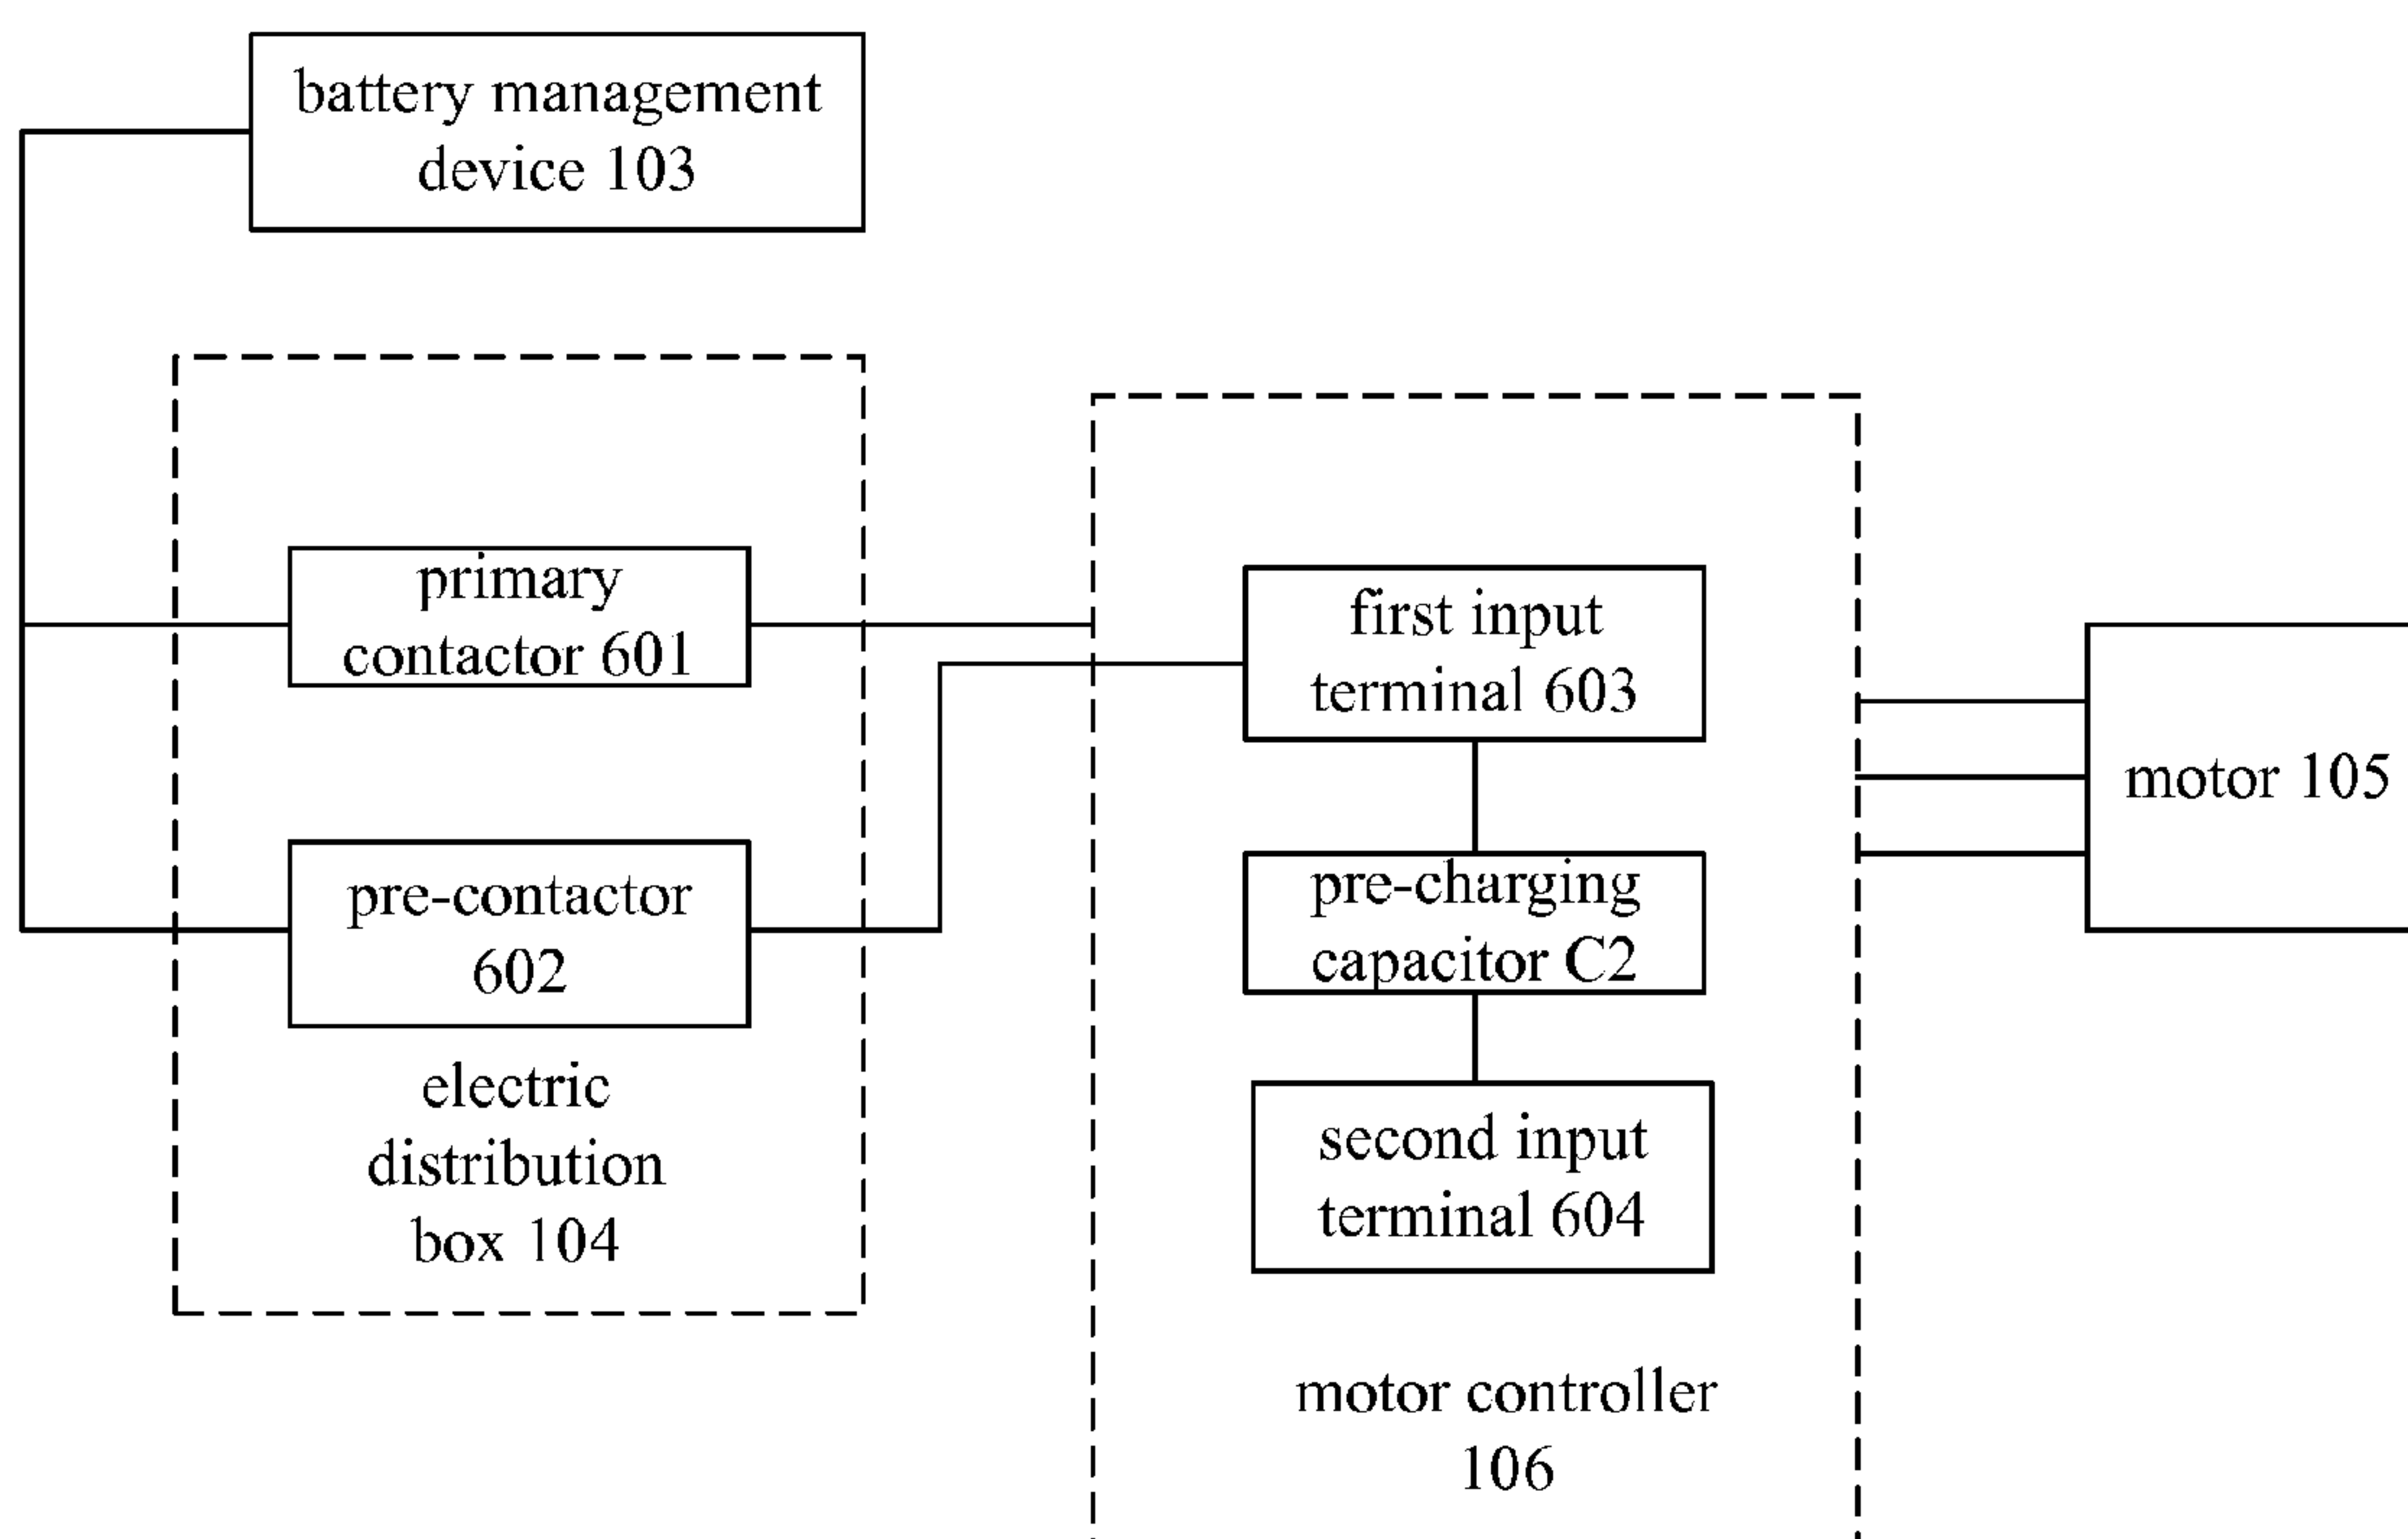 battery management
device 103
primary
contactor 601
pre-contactor
602
electric
distribution
box 104
first input
terminal 603
pre-charging
capacitor C2
second input
terminal 604
motor controller
106
motor 105